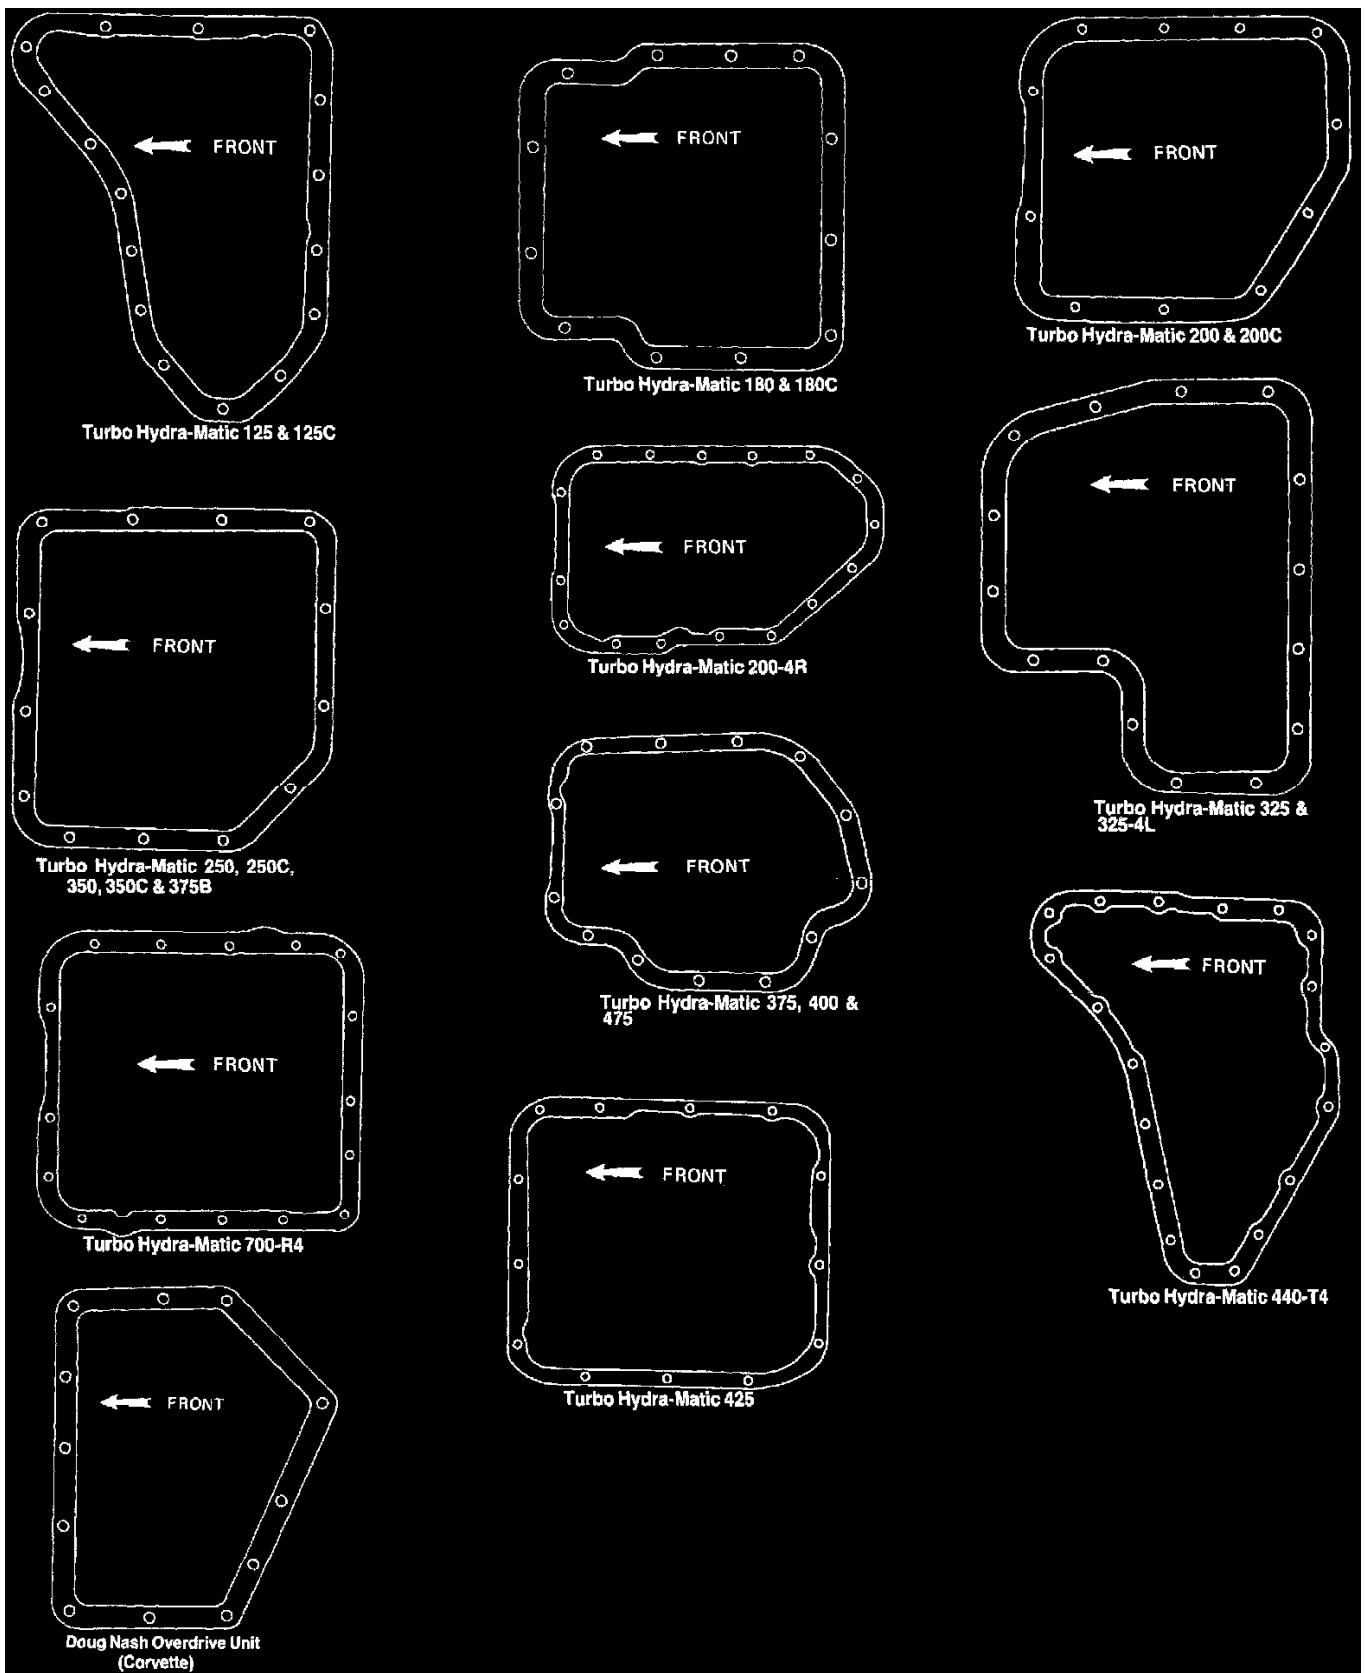 FRONT
Turbo Hydra-Matic 125 & 125C
FRONT
Turbo Hydra-Matic 180 & 180C
FRONT
Turbo Hydra-Matic 200 & 200C
FRONT
Turbo Hydra-Matic 250, 250C,
350, 350C & 375B
FRONT
Turbo Hydra-Matic 200-4R
FRONT
Turbo Hydra-Matic 325 &
325-4L
FRONT
Turbo Hydra-Matic 375, 400 &
475
FRONT
Turbo Hydra-Matic 700-R4
FRONT
Turbo Hydra-Matic 425
FRONT
Turbo Hydra-Matic 440-T4
FRONT
Doug Nash Overdrive Unit
(Corvette)